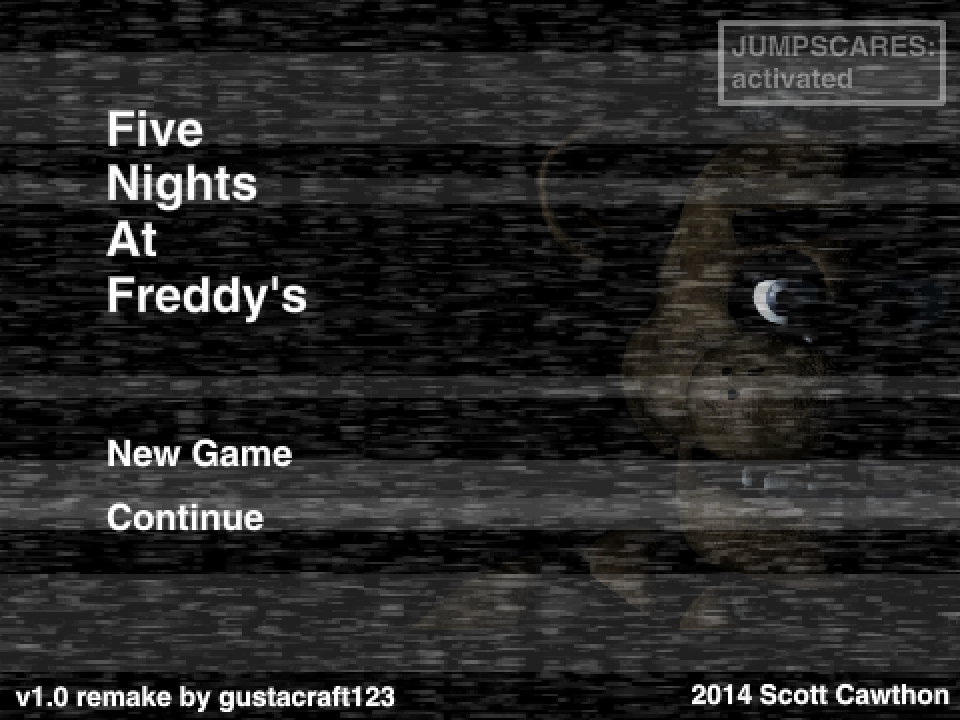 JUMPSCARES:
activated
Five
Nights
At
Freddy's
New Game
Continue
v1.0 remake by gustacraft123
2014 Scott Cawthon